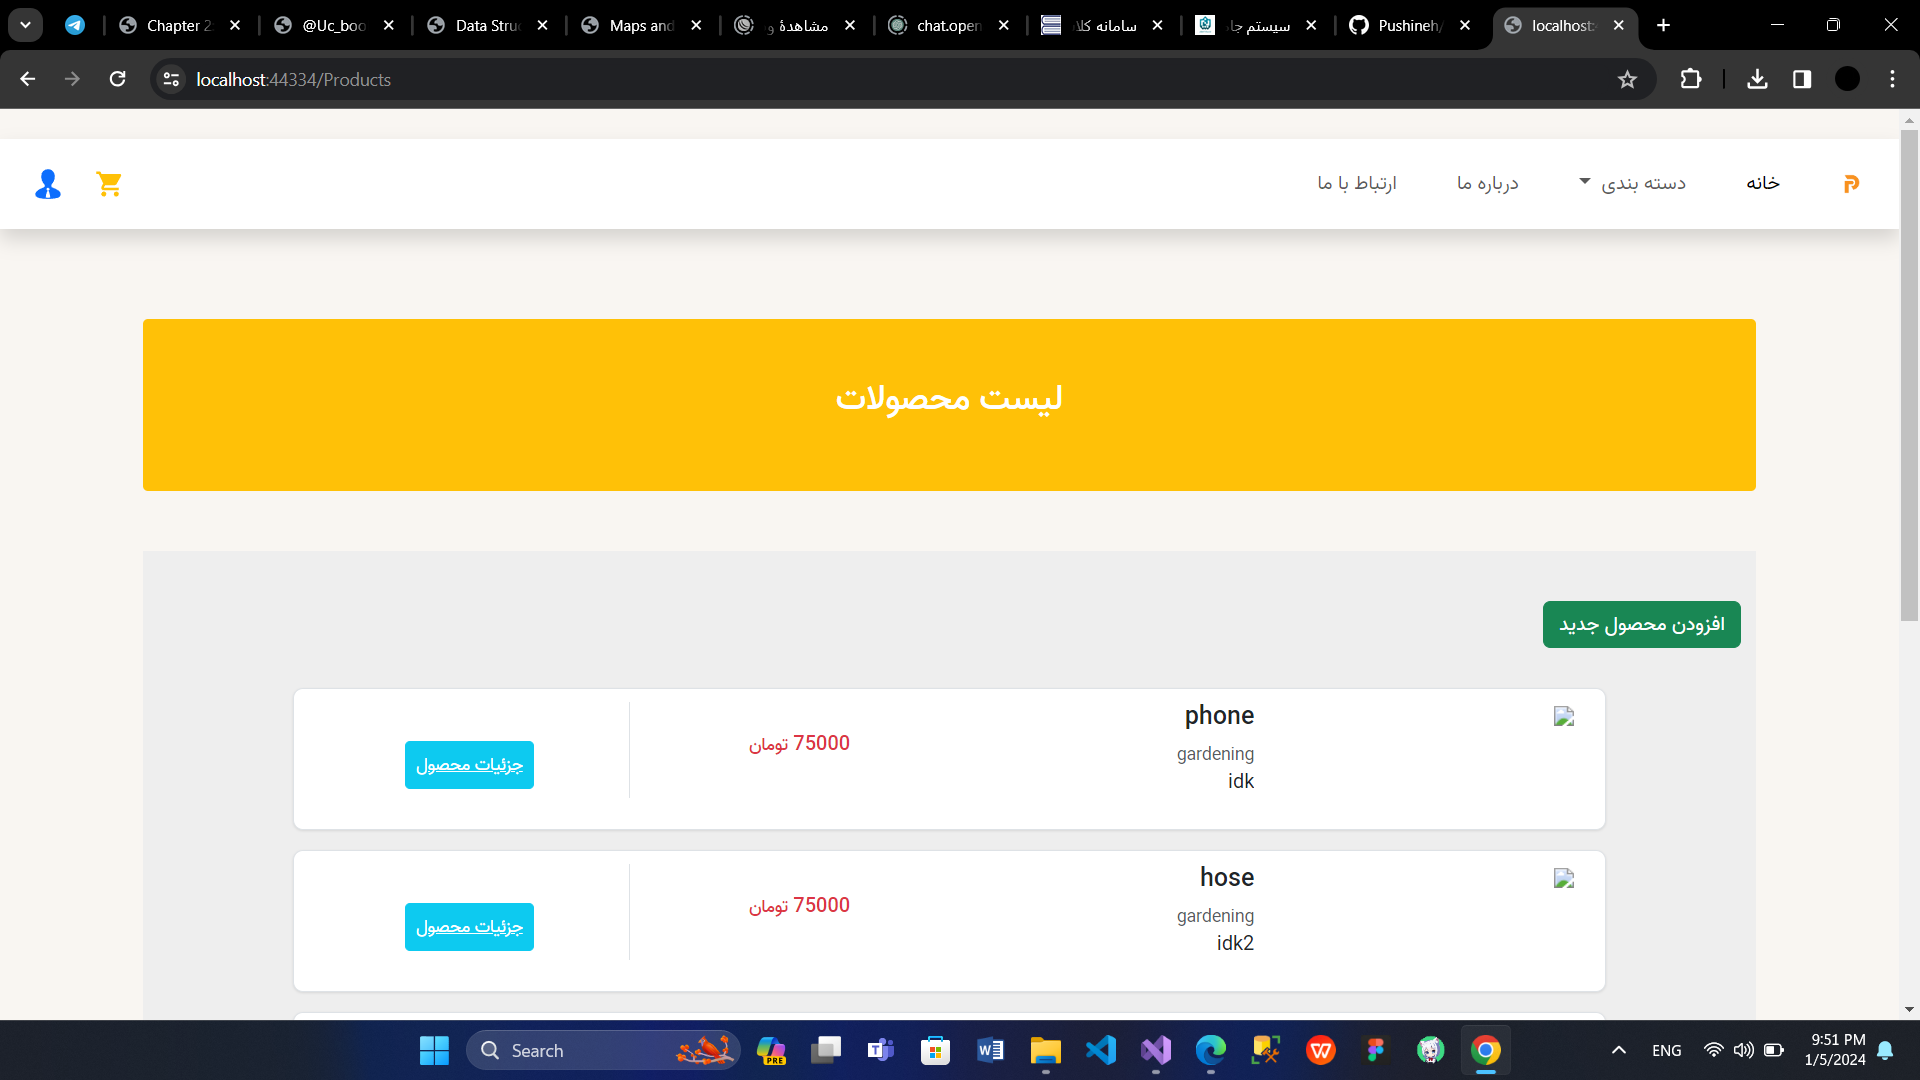 Chapter 2
@Uc_boo
Data Struc
Maps and
مشاهدهٔ و
chat.open
سامانه کلا
سیستم جا
Pushineh/
localhost:
localhost:44334/Products
خانه
دسته بندی
درباره ما
ارتباط با ما
لیست محصولات
افزودن محصول جدید
phone
gardening
idk
75000 تومان
جزئیات محصول
hose
gardening
idk2
75000 تومان
جزئیات محصول
Search
PRE
ENG
9:51 PM
1/5/2024